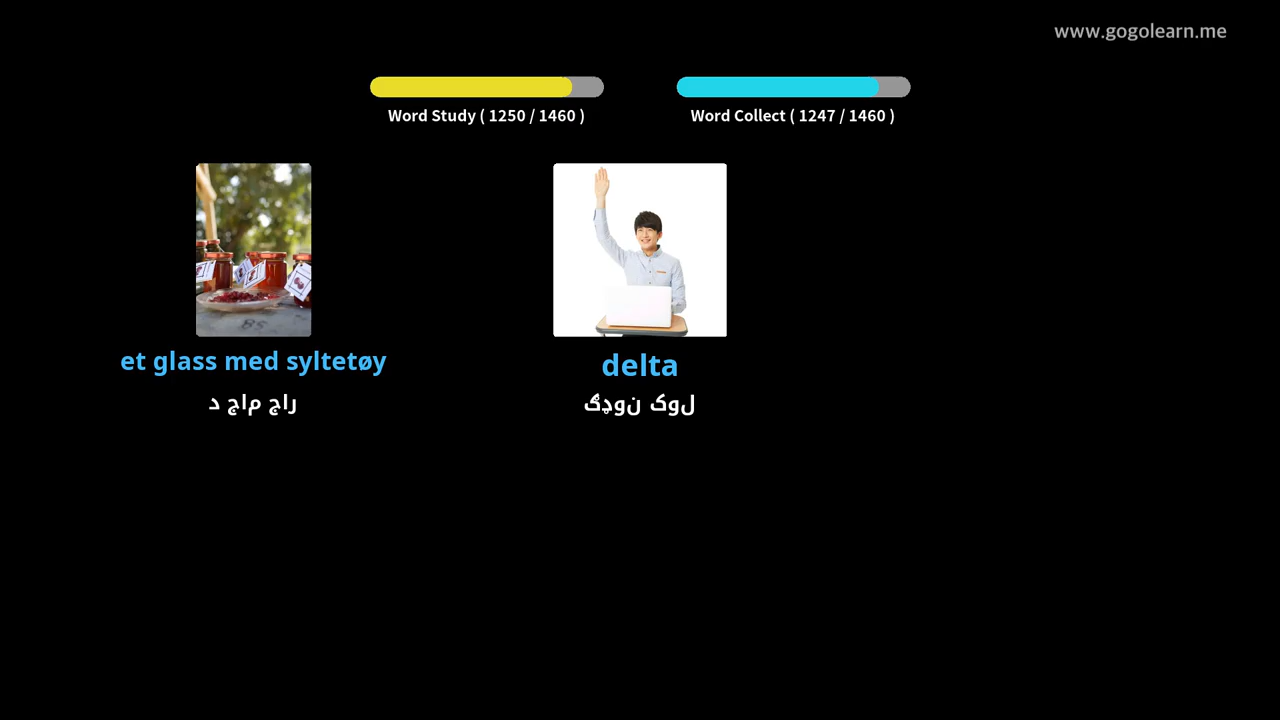 www.gogolearn.me
Word Study ( 1250 / 1460 )
Word Collect ( 1247 / 1460 )
et glass med syltetøy
راج ماج د
delta
لوک نوډګ